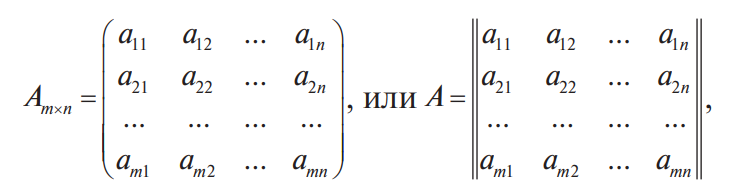 a₁₁ a₁₂ ... a₁ₙ a₁₁ a₁₂ ... a₁ₙ
a₂₁ a₂₂ ... a₂ₙ a₂₁ a₂₂ ... a₂ₙ
Aₘ×ₙ = , или A = ,
... ... ... ... ... ... ... ...
aₘ₁ aₘ₂ ... aₘₙ aₘ₁ aₘ₂ ... aₘₙ